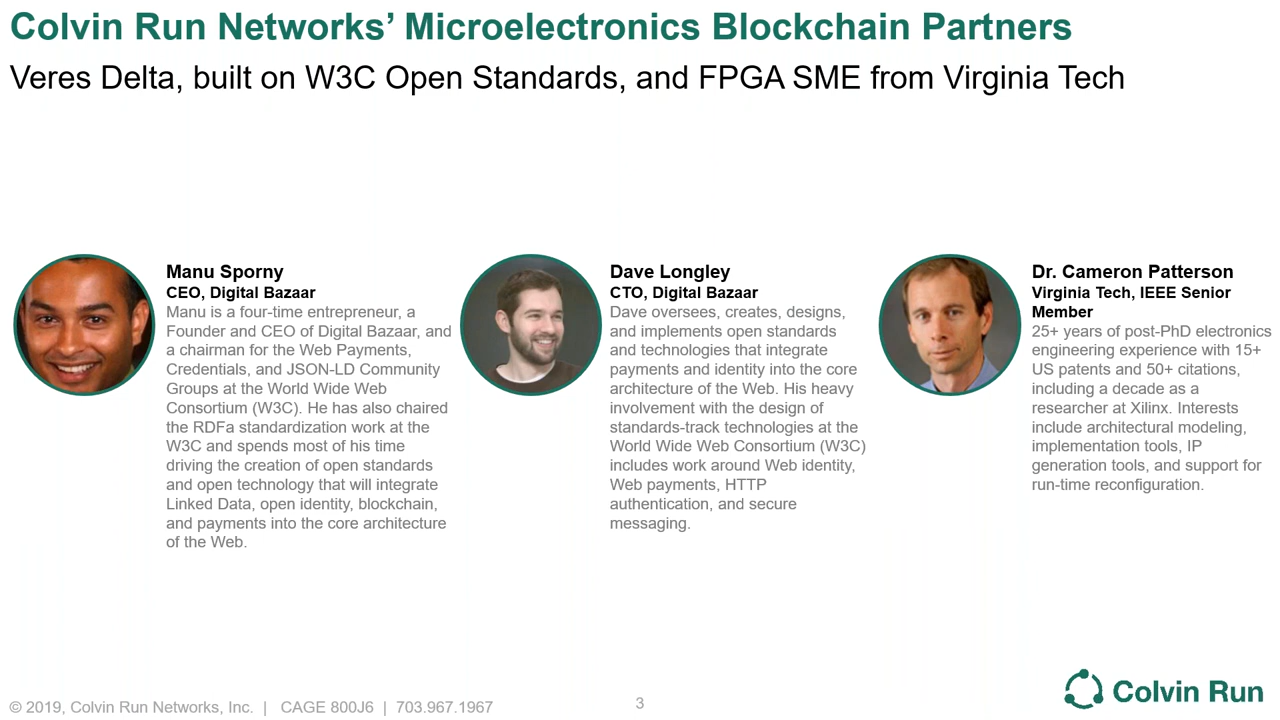 Colvin Run Networks’ Microelectronics Blockchain Partners
Veres Delta, built on W3C Open Standards, and FPGA SME from Virginia Tech
Manu Sporny
CEO, Digital Bazaar
Manu is a four-time entrepreneur, a
Founder and CEO of Digital Bazaar, and
a chairman for the Web Payments,
Credentials, and JSON-LD Community
Groups at the World Wide Web
Consortium (W3C). He has also chaired
the RDFa standardization work at the
W3C and spends most of his time
driving the creation of open standards
and open technology that will integrate
Linked Data, open identity, blockchain,
and payments into the core architecture
of the Web.
Dave Longley
CTO, Digital Bazaar
Dave oversees, creates, designs,
and implements open standards
and technologies that integrate
payments and identity into the core
architecture of the Web. His heavy
involvement with the design of
standards-track technologies at the
World Wide Web Consortium (W3C)
includes work around Web identity,
Web payments, HTTP
authentication, and secure
messaging.
Dr. Cameron Patterson
Virginia Tech, IEEE Senior
Member
25+ years of post-PhD electronics
engineering experience with 15+
US patents and 50+ citations,
including a decade as a
researcher at Xilinx. Interests
include architectural modeling,
implementation tools, IP
generation tools, and support for
run-time reconfiguration.
© 2019, Colvin Run Networks, Inc. | CAGE 800J6 | 703.967.1967
3
Colvin Run